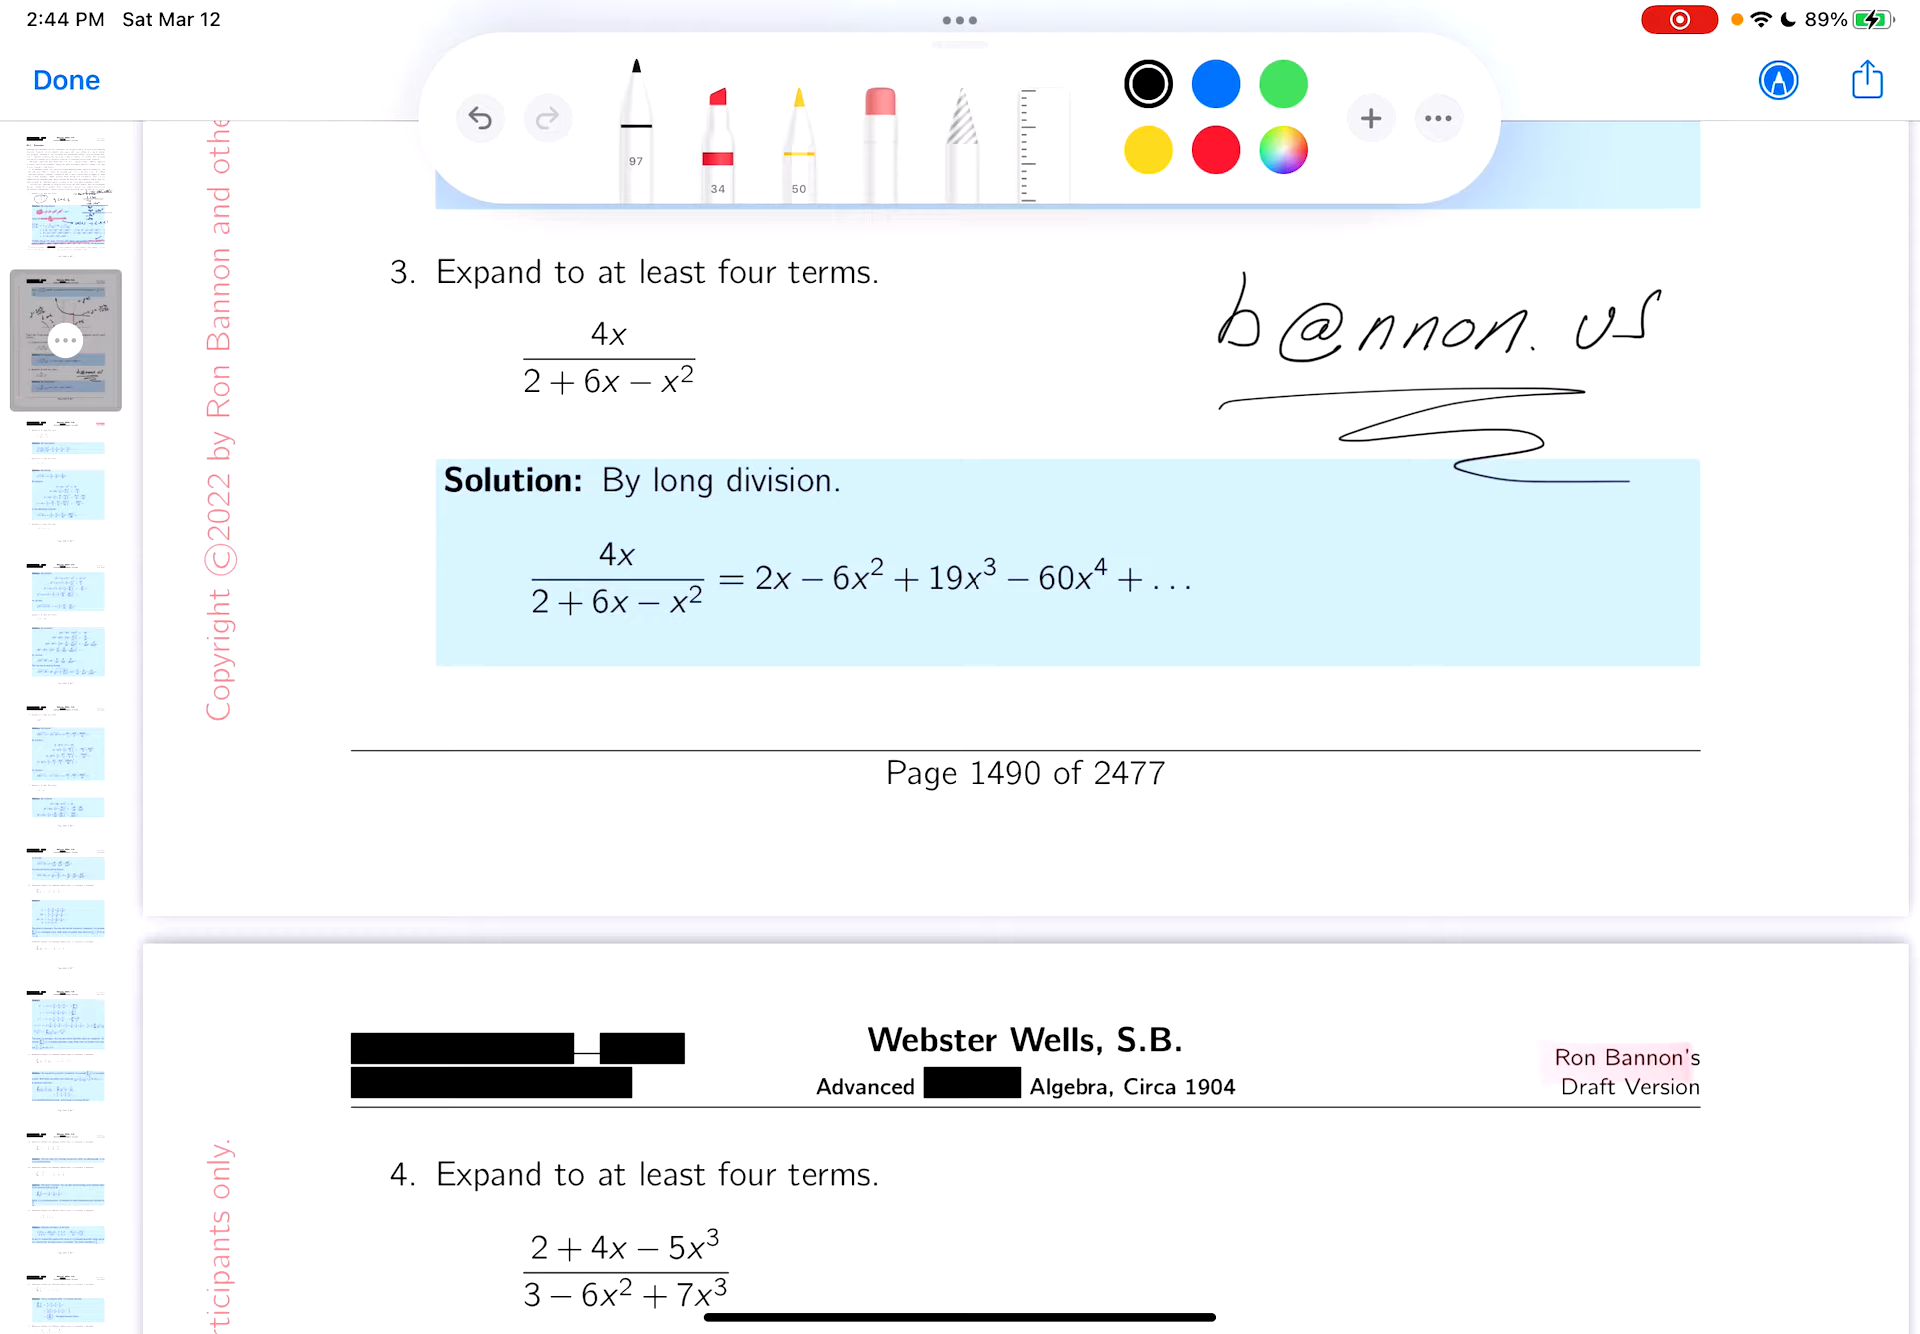 2:44 PM Sat Mar 12
89%
Done
97
34
50
Copyright ©2022 by Ron Bannon and othe
3. Expand to at least four terms.
4x
2 + 6x − x²
b@nnon.us
Solution: By long division.
4x
2 + 6x − x²
= 2x − 6x² + 19x³ − 60x⁴ + ...
Page 1490 of 2477
Webster Wells, S.B.
Advanced Algebra, Circa 1904
Ron Bannon's
Draft Version
rticipants only.
4. Expand to at least four terms.
2 + 4x − 5x³
3 − 6x² + 7x³